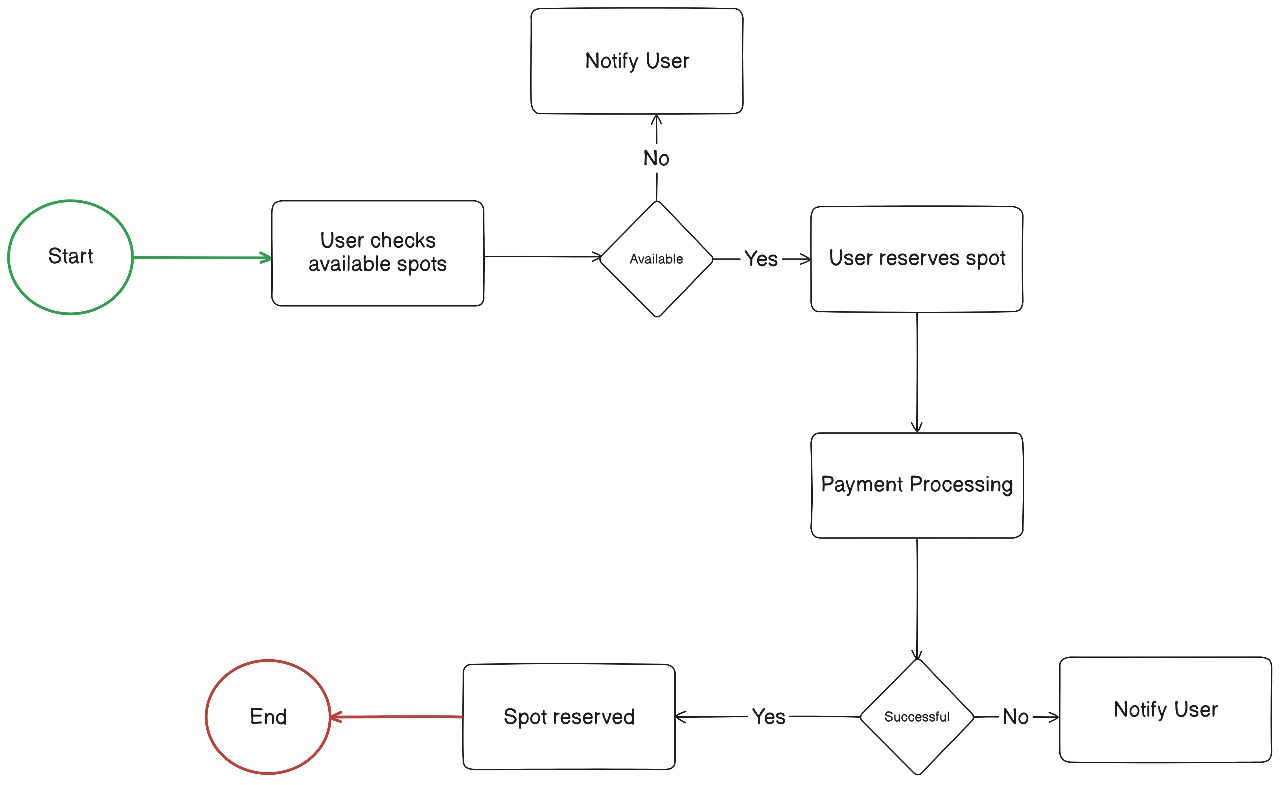 Notify User
No
Start
User checks
available spots
Available
Yes
User reserves spot
Payment Processing
End
Spot reserved
Yes
Successful
No
Notify User